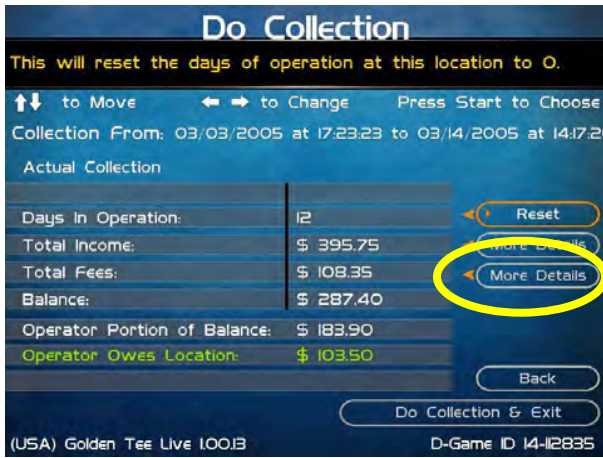 Do Collection
This will reset the days of operation at this location to 0.
to Move to Change Press Start to Choose
Collection From: 03/03/2005 at 17:23:23 to 03/14/2005 at 14:17:2
Actual Collection
Days In Operation: 12 Reset
Total Income: $ 395.75 More Details
Total Fees: $ 108.35 More Details
Balance: $ 287.40
Operator Portion of Balance: $ 183.90
Operator Owes Location: $ 103.50
Back
Do Collection & Exit
(USA) Golden Tee Live 1.00.13 D-Game ID 14-112835